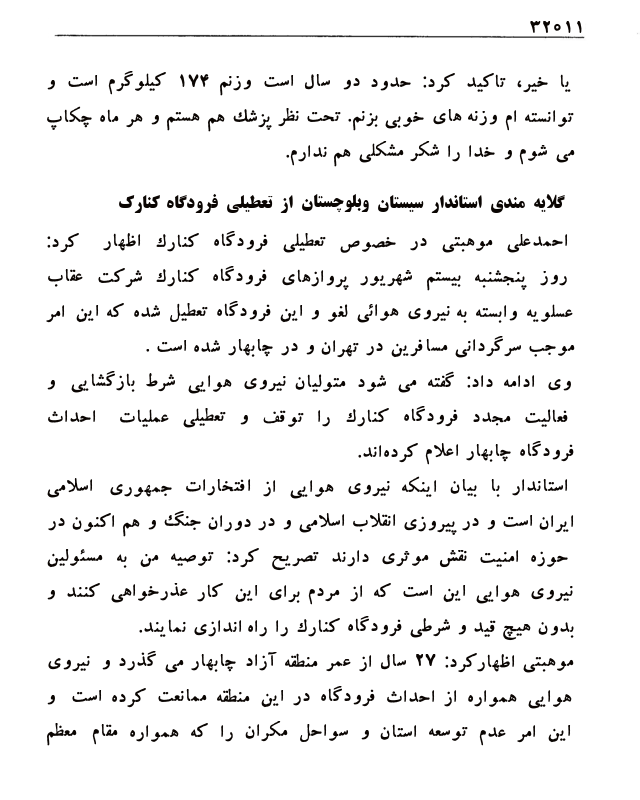 ۳۲۵۱۱
یا خیر، تاکید کرد: حدود دو سال است وزنم ۱۷۴ کیلوگرم است و
توانسته ام وزنه های خوبی بزنم. تحت نظر پزشک هم هستم و هر ماه چکاپ
می شوم و خدا را شکر مشکلی هم ندارم.
گلایه مندی استاندار سیستان وبلوچستان از تعطیلی فرودگاه کنارک
احمدعلی موهبتی در خصوص تعطیلی فرودگاه کنارک اظهار کرد:
روز پنجشنبه بیستم شهریور پروازهای فرودگاه کنارک شرکت عقاب
عسلویه وابسته به نیروی هوائی لغو و این فرودگاه تعطیل شده که این امر
موجب سرگردانی مسافرین در تهران و در چابهار شده است .
وی ادامه داد: گفته می شود متولیان نیروی هوایی شرط بازگشایی و
فعالیت مجدد فرودگاه کنارک را توقف و تعطیلی عملیات احداث
فرودگاه چابهار اعلام کرده‌اند.
استاندار با بیان اینکه نیروی هوایی از افتخارات جمهوری اسلامی
ایران است و در پیروزی انقلاب اسلامی و در دوران جنگ و هم اکنون در
حوزه امنیت نقش موثری دارند تصریح کرد: توصیه من به مسئولین
نیروی هوایی این است که از مردم برای این کار عذرخواهی کنند و
بدون هیچ قید و شرطی فرودگاه کنارک را راه اندازی نمایند.
موهبتی اظهارکرد: ۲۷ سال از عمر منطقه آزاد چابهار می گذرد و نیروی
هوایی همواره از احداث فرودگاه در این منطقه ممانعت کرده است و
این امر عدم توسعه استان و سواحل مکران را که همواره مقام معظم